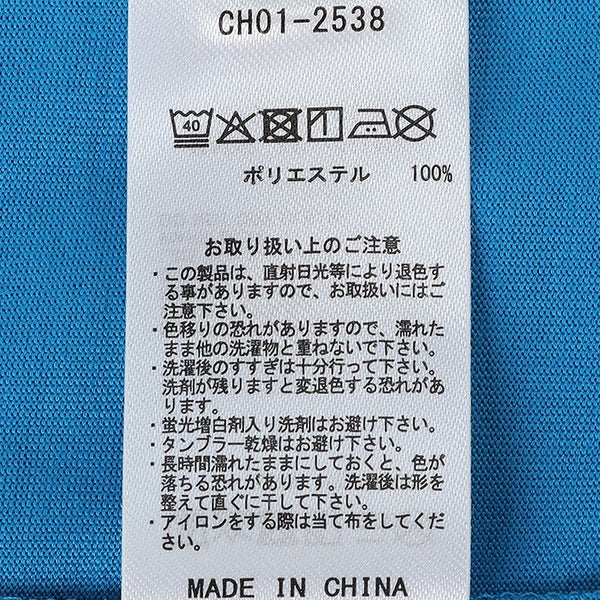 CH01-2538
40
ポリエステル 100%
お取り扱い上のご注意
・この製品は、直射日光等により退色す
る事がありますので、お取扱いにはご
注意下さい。
・色移りの恐れがありますので、濡れた
まま他の洗濯物と重ねないで下さい。
・洗濯後のすすぎは十分行って下さい。
洗剤が残りますと変退色する恐れがあ
ります。
・蛍光増白剤入り洗剤はお避け下さい。
・タンブラー乾燥はお避け下さい。
・長時間濡れたままにしておくと、色が
落ちる恐れがあります。洗濯後は形を
整えて直ぐに干して下さい。
・アイロンをする際は当て布をしてくだ
さい。
MADE IN CHINA